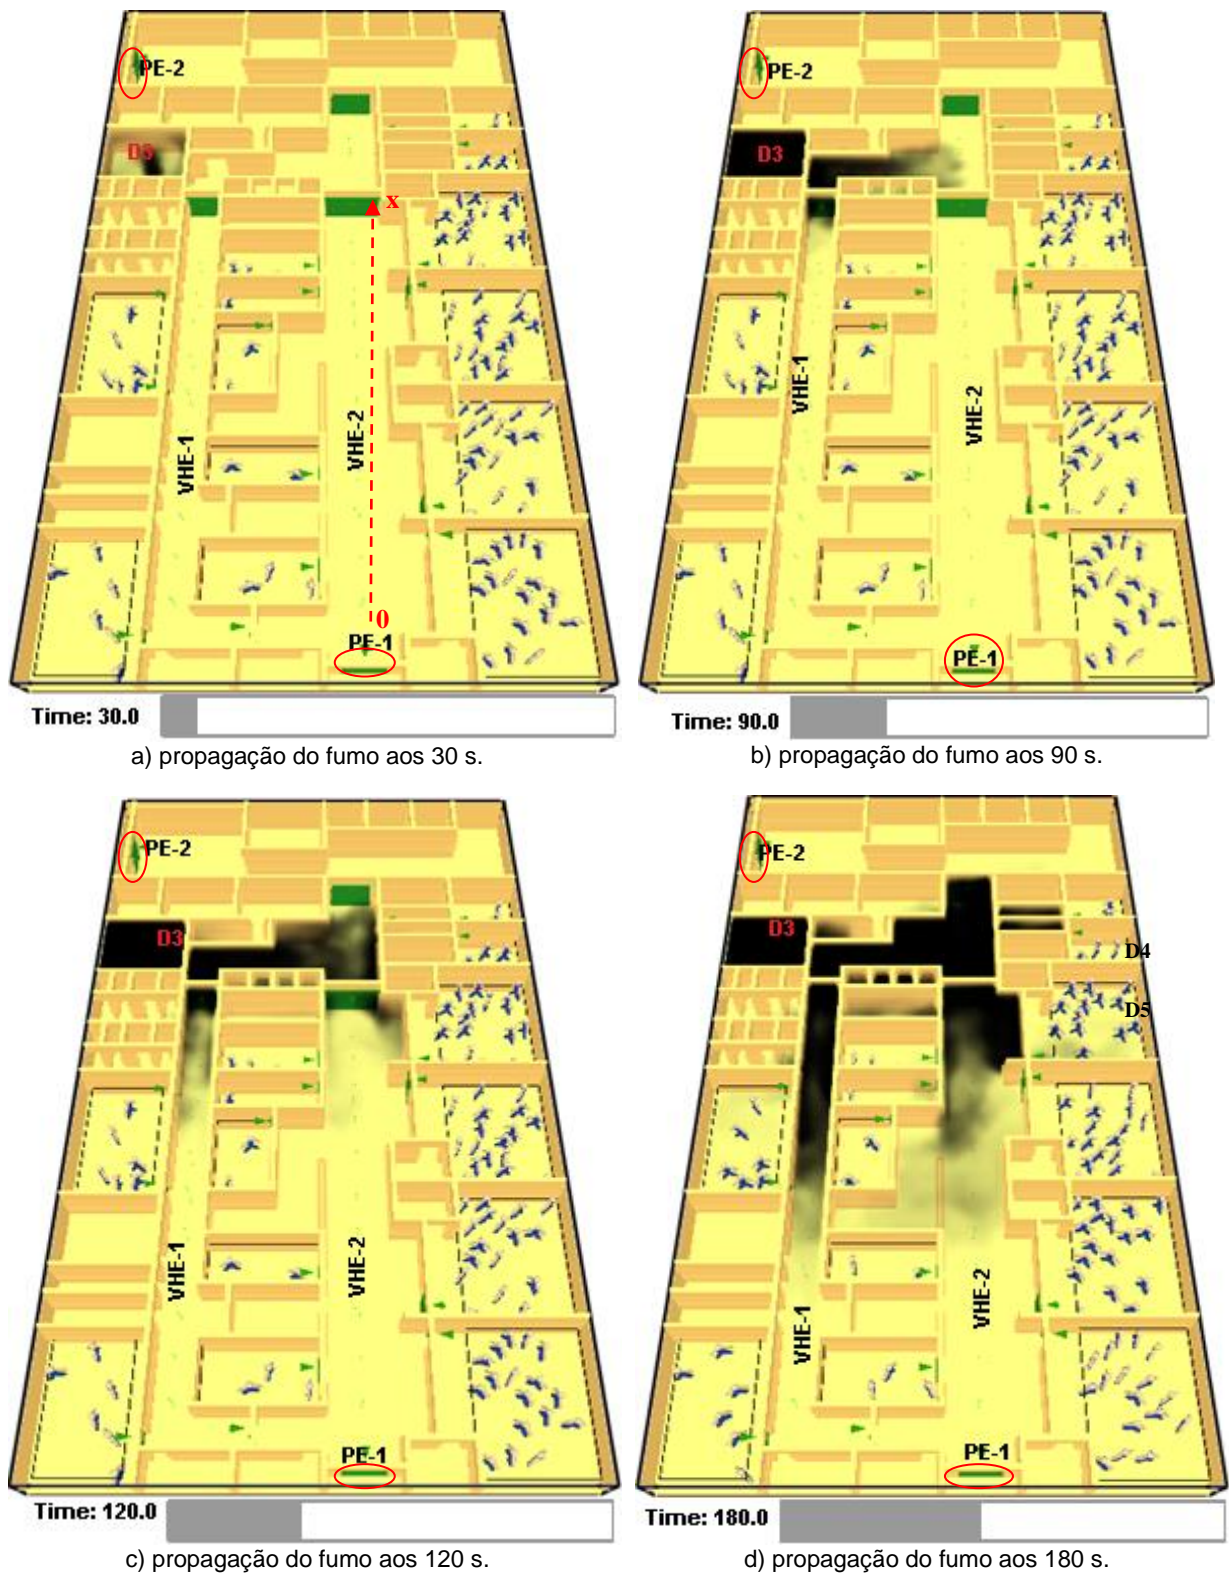 PE-2
D3
x
VHE-1
VHE-2
0
PE-1
Time: 30.0
a) propagação do fumo aos 30 s.
PE-2
D3
VHE-1
VHE-2
PE-1
Time: 90.0
b) propagação do fumo aos 90 s.
PE-2
D3
VHE-1
VHE-2
PE-1
Time: 120.0
c) propagação do fumo aos 120 s.
PE-2
D3
D4
D5
VHE-1
VHE-2
PE-1
Time: 180.0
d) propagação do fumo aos 180 s.